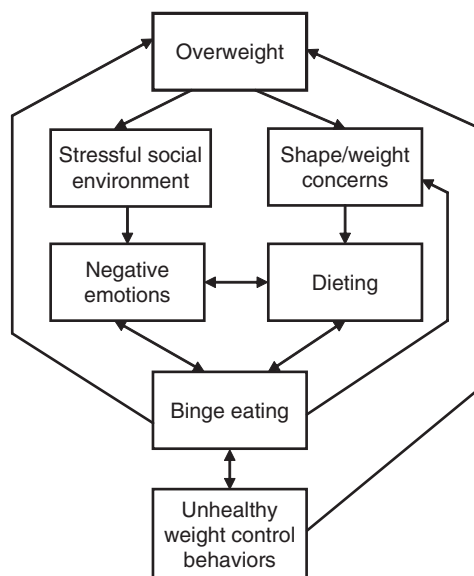 Overweight
Stressful social
environment
Shape/weight
concerns
Negative
emotions
Dieting
Binge eating
Unhealthy
weight control
behaviors